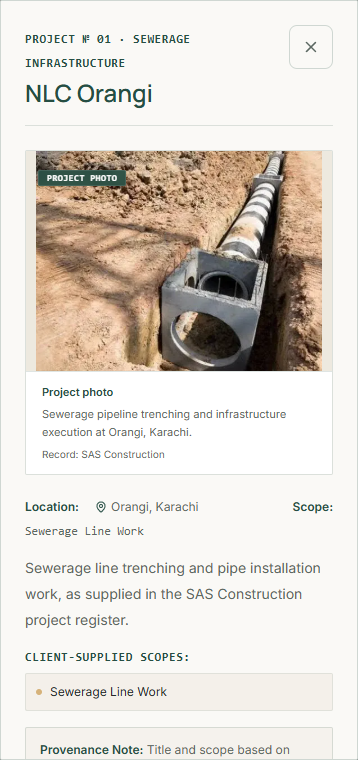 PROJECT № 01 · SEWERAGE
INFRASTRUCTURE
NLC Orangi
PROJECT PHOTO
Project photo
Sewerage pipeline trenching and infrastructure
execution at Orangi, Karachi.
Record: SAS Construction
Location: Orangi, Karachi Scope:
Sewerage Line Work
Sewerage line trenching and pipe installation
work, as supplied in the SAS Construction
project register.
CLIENT-SUPPLIED SCOPES:
Sewerage Line Work
Provenance Note: Title and scope based on